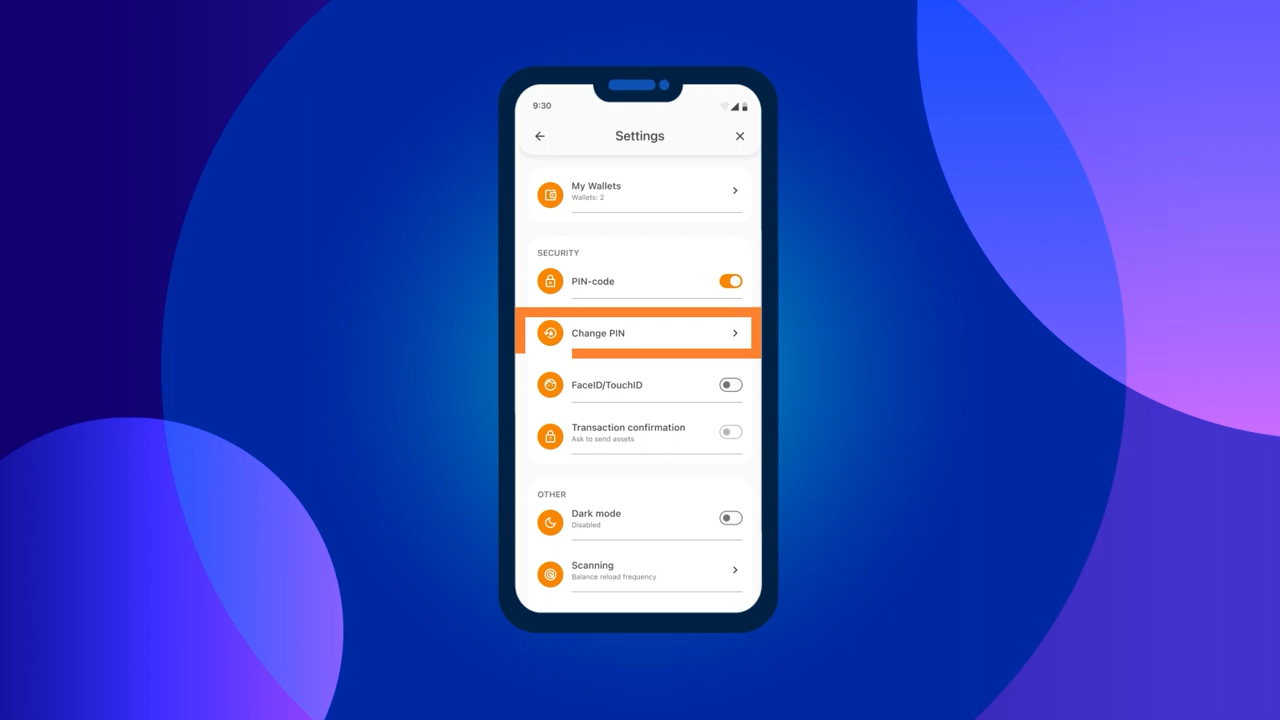 9:30
Settings
My Wallets
Wallets: 2
SECURITY
PIN-code
Change PIN
FaceID/TouchID
Transaction confirmation
Ask to send assets
OTHER
Dark mode
Disabled
Scanning
Balance reload frequency